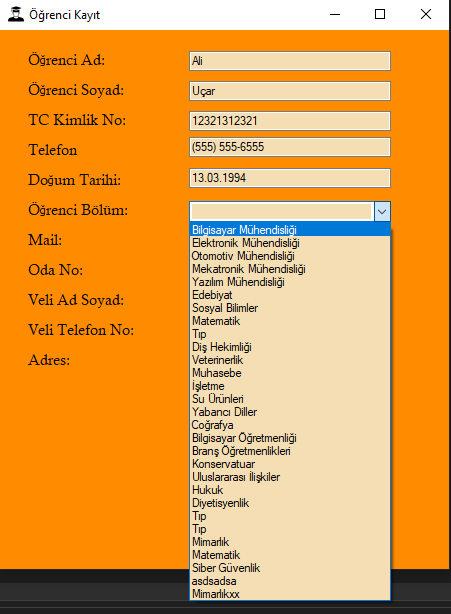 Öğrenci Kayıt
Öğrenci Ad: Ali
Öğrenci Soyad: Uçar
TC Kimlik No: 12321312321
Telefon (555) 555-6555
Doğum Tarihi: 13.03.1994
Öğrenci Bölüm:
Mail:
Oda No:
Veli Ad Soyad:
Veli Telefon No:
Adres:
Bilgisayar Mühendisliği
Elektronik Mühendisliği
Otomotiv Mühendisliği
Mekatronik Mühendisliği
Yazılım Mühendisliği
Edebiyat
Sosyal Bilimler
Matematik
Tıp
Diş Hekimliği
Veterinerlik
Muhasebe
İşletme
Su Ürünleri
Yabancı Diller
Coğrafya
Bilgisayar Öğretmenliği
Branş Öğretmenlikleri
Konservatuar
Uluslararası İlişkiler
Hukuk
Diyetisyenlik
Tıp
Tıp
Mimarlık
Matematik
Siber Güvenlik
asdsadsa
Mimarlıkxx